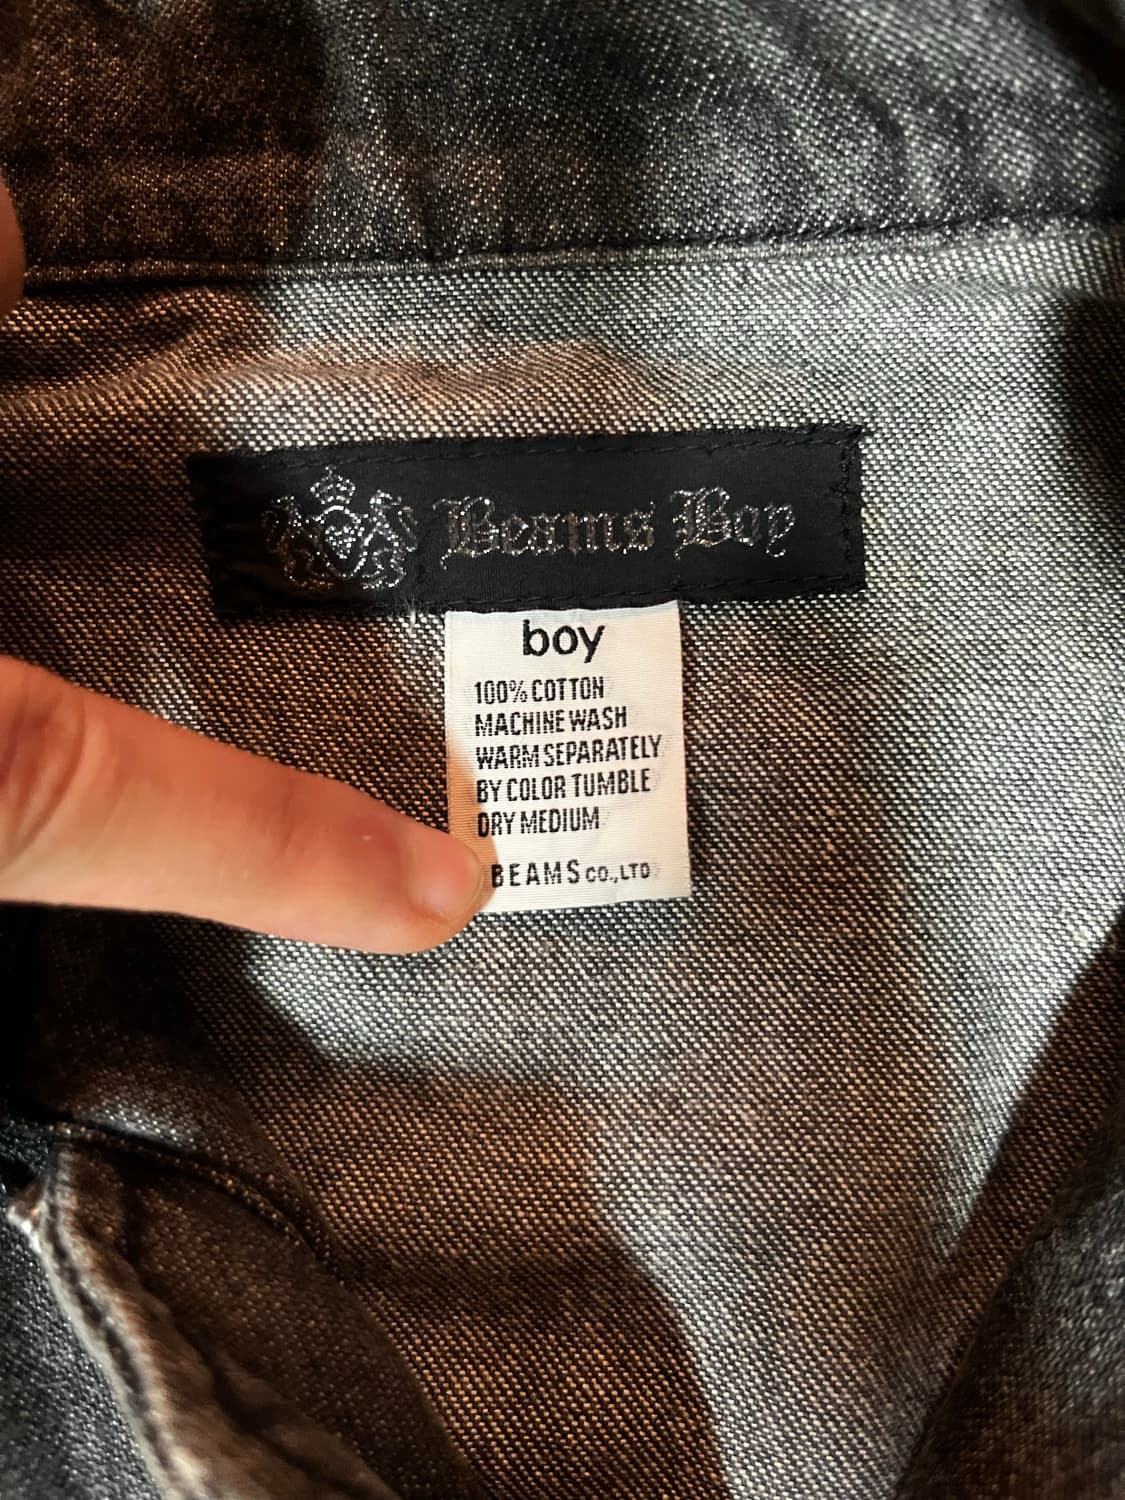 Beams Boy
boy
100% COTTON
MACHINE WASH
WARM SEPARATELY
BY COLOR TUMBLE
DRY MEDIUM
BEAMS CO.,LTD